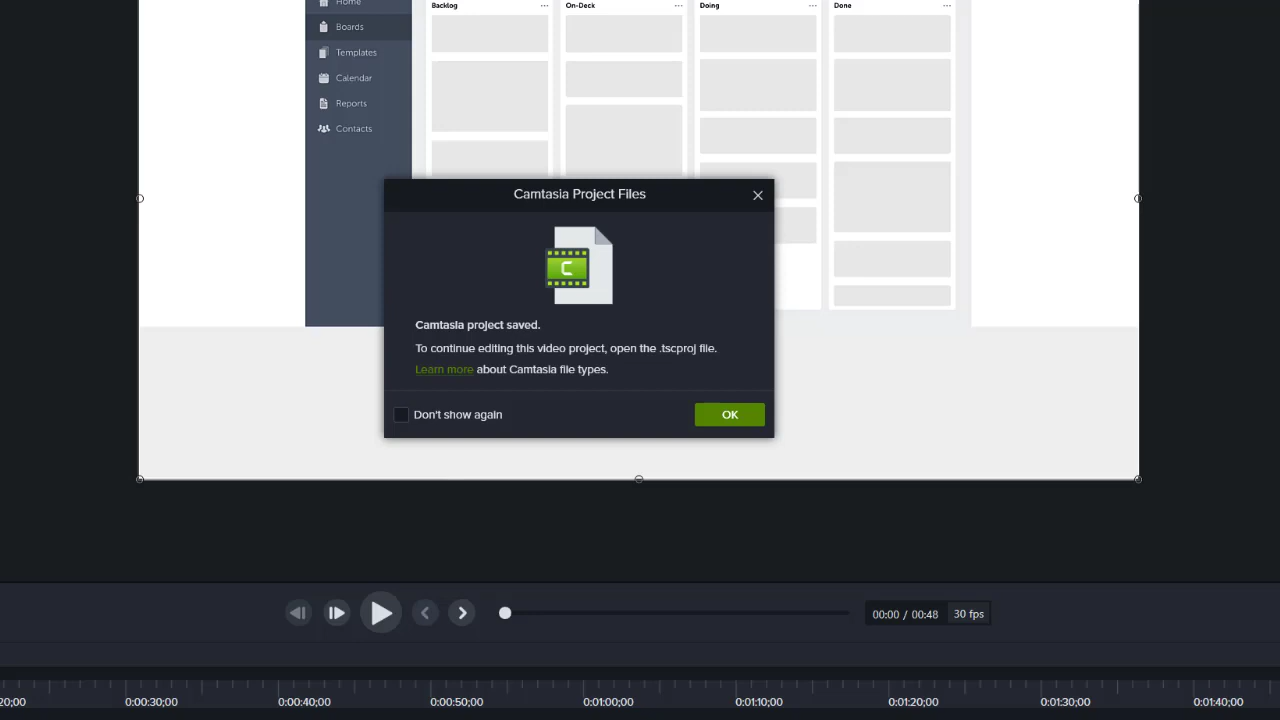 Home
Backlog ...
On-Deck ...
Doing ...
Done ...
Boards
Templates
Calendar
Reports
Contacts
Camtasia Project Files
C
Camtasia project saved.
To continue editing this video project, open the .tscproj file.
Learn more about Camtasia file types.
Don't show again
OK
00:00 / 00:48 30 fps
20;00 0:00:30;00 0:00:40;00 0:00:50;00 0:01:00;00 0:01:10;00 0:01:20;00 0:01:30;00 0:01:40;00